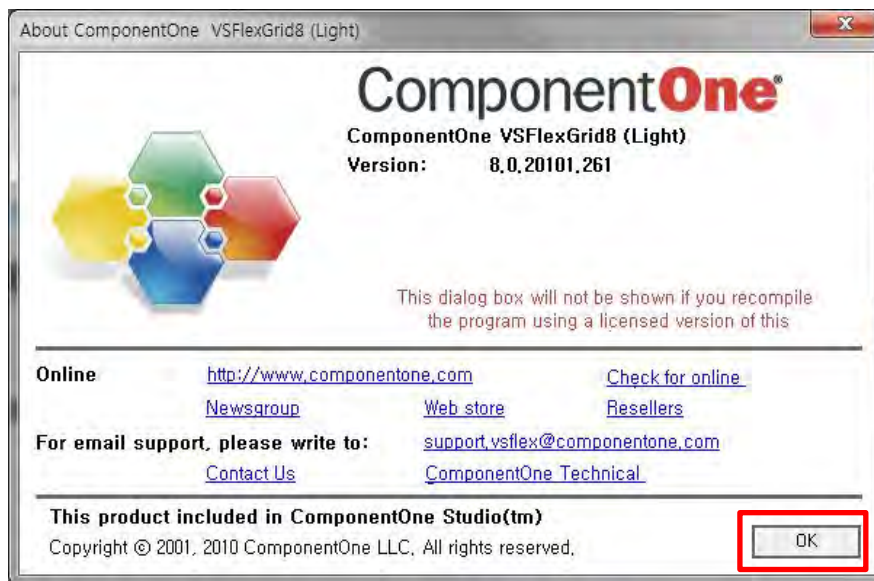 About ComponentOne VSFlexGrid8 (Light)
ComponentOne®
ComponentOne VSFlexGrid8 (Light)
Version: 8.0.20101.261
This dialog box will not be shown if you recompile
the program using a licensed version of this
Online http://www.componentone.com Check for online
Newsgroup Web store Resellers
For email support, please write to: support.vsflex@componentone.com
Contact Us ComponentOne Technical
This product included in ComponentOne Studio(tm)
Copyright © 2001, 2010 ComponentOne LLC. All rights reserved.
OK